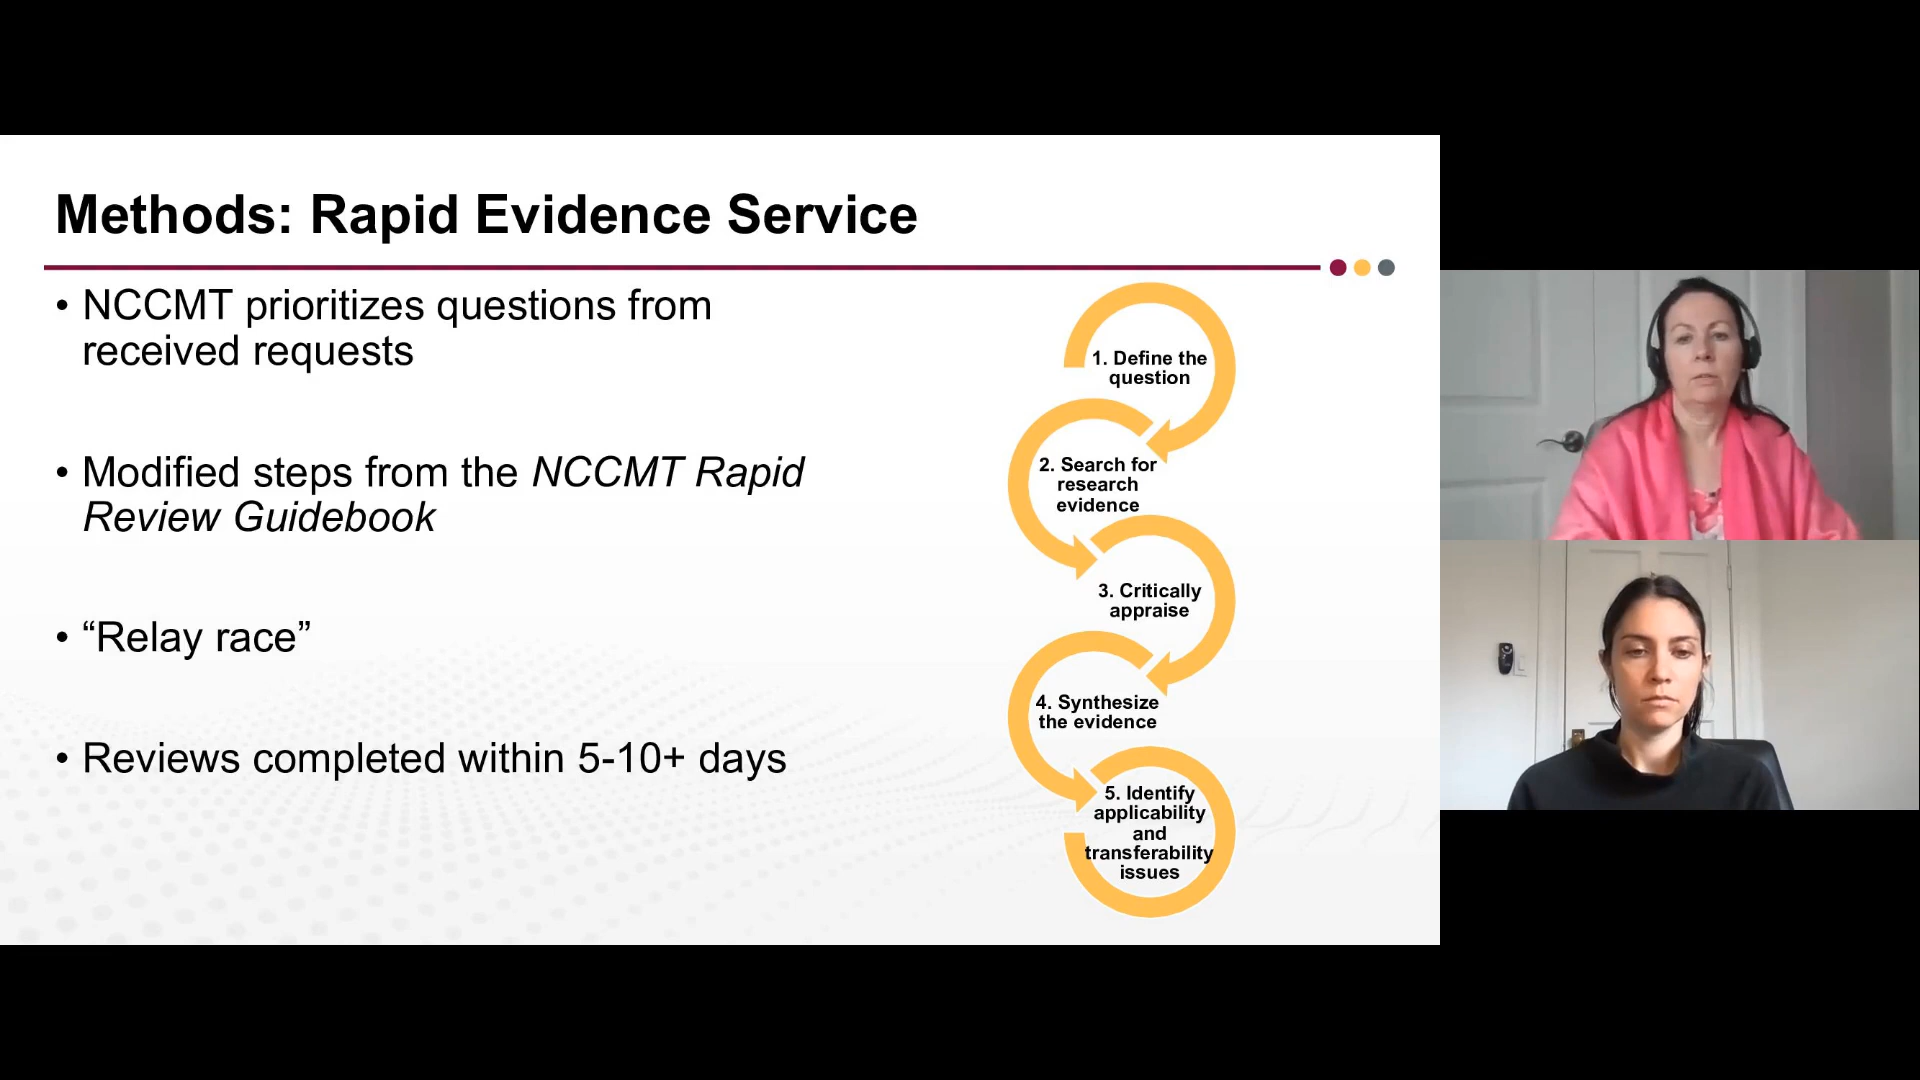 Methods: Rapid Evidence Service
• NCCMT prioritizes questions from
received requests
• Modified steps from the NCCMT Rapid
Review Guidebook
• “Relay race”
• Reviews completed within 5-10+ days
1. Define the
question
2. Search for
research
evidence
3. Critically
appraise
4. Synthesize
the evidence
5. Identify
applicability
and
transferability
issues